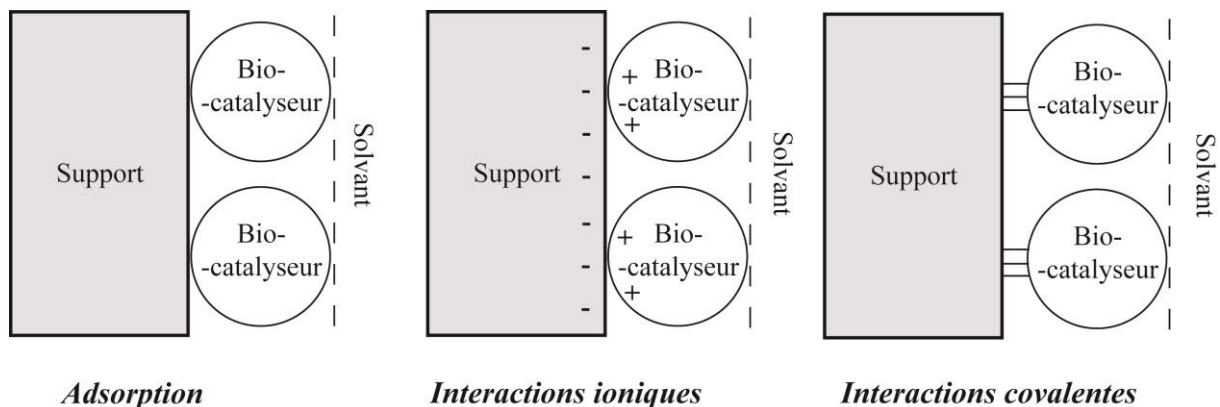 Support
Bio-
-catalyseur
Bio-
-catalyseur
Solvant
Adsorption
-
-
-
-
-
-
-
Support
+
Bio-
-catalyseur
+
+
Bio-
-catalyseur
+
Solvant
Interactions ioniques
Support
Bio-
-catalyseur
Bio-
-catalyseur
Solvant
Interactions covalentes